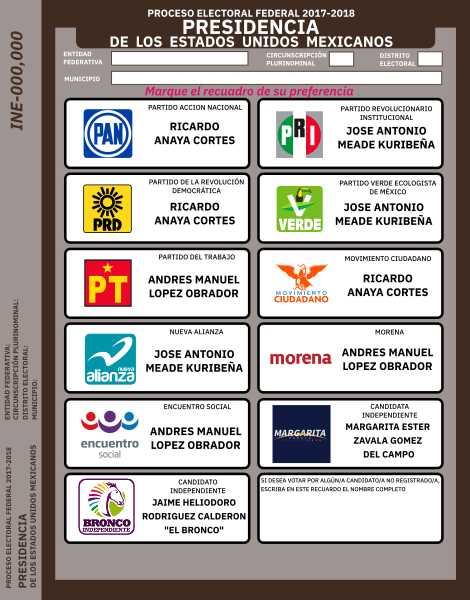 PROCESO ELECTORAL FEDERAL 2017-2018
PRESIDENCIA
DE LOS ESTADOS UNIDOS MEXICANOS
INE-000,000
ENTIDAD
FEDERATIVA
CIRCUNSCRIPCIÓN
PLURINOMINAL
DISTRITO
ELECTORAL
MUNICIPIO
Marque el recuadro de su preferencia
PAN
PARTIDO ACCION NACIONAL
RICARDO
ANAYA CORTES
PRI
PARTIDO REVOLUCIONARIO
INSTITUCIONAL
JOSE ANTONIO
MEADE KURIBEÑA
PRD
PARTIDO DE LA REVOLUCIÓN
DEMOCRÁTICA
RICARDO
ANAYA CORTES
VERDE
PARTIDO VERDE ECOLOGISTA
DE MÉXICO
JOSE ANTONIO
MEADE KURIBEÑA
PT
PARTIDO DEL TRABAJO
ANDRES MANUEL
LOPEZ OBRADOR
MOVIMIENTO
CIUDADANO
MOVIMIENTO CIUDADANO
RICARDO
ANAYA CORTES
nueva
alianza
NUEVA ALIANZA
JOSE ANTONIO
MEADE KURIBEÑA
morena
MORENA
ANDRES MANUEL
LOPEZ OBRADOR
encuentro
social
ENCUENTRO SOCIAL
ANDRES MANUEL
LOPEZ OBRADOR
MARGARITA
CANDIDATA
INDEPENDIENTE
MARGARITA ESTER
ZAVALA GOMEZ
DEL CAMPO
BRONCO
INDEPENDIENTE
CANDIDATO
INDEPENDIENTE
JAIME HELIODORO
RODRIGUEZ CALDERON
"EL BRONCO"
SI DESEA VOTAR POR ALGÚN/A CANDIDATO/A NO REGISTRADO/A,
ESCRIBA EN ESTE RECUARDO EL NOMBRE COMPLETO
ENTIDAD FEDERATIVA:
CIRCUNSCRIPCIÓN PLURINOMINAL:
DISTRITO ELECTORAL:
MUNICIPIO:
PROCESO ELECTORAL FEDERAL 2017-2018
PRESIDENCIA
DE LOS ESTADOS UNIDOS MEXICANOS